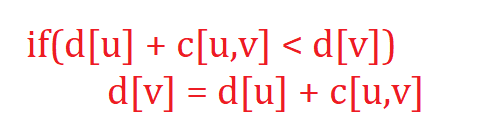 if(d[u] + c[u,v] < d[v])
d[v] = d[u] + c[u,v]